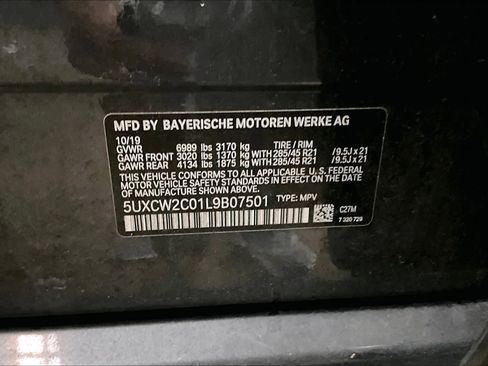 MFD BY BAYERISCHE MOTOREN WERKE AG
10/19
GVWR 6989 lbs 3170 kg TIRE / RIM
GAWR FRONT 3020 lbs 1370 kg WITH 285/45 R21 / 9.5J x 21
GAWR REAR 4134 lbs 1875 kg WITH 285/45 R21 / 9.5J x 21
THIS VEHICLE CONFORMS TO ALL APPLICABLE U.S. FEDERAL
MOTOR VEHICLE SAFETY STANDARDS IN EFFECT ON THE DATE
OF MANUFACTURE SHOWN ABOVE.
5UXCW2C01L9B07501 TYPE: MPV C27M
7 320 729